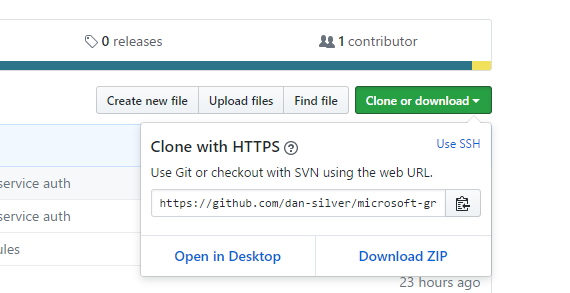 0 releases
1 contributor
Create new file
Upload files
Find file
Clone or download
Clone with HTTPS
Use SSH
Use Git or checkout with SVN using the web URL.
https://github.com/dan-silver/microsoft-gr
Open in Desktop
Download ZIP
service auth
service auth
ules
23 hours ago